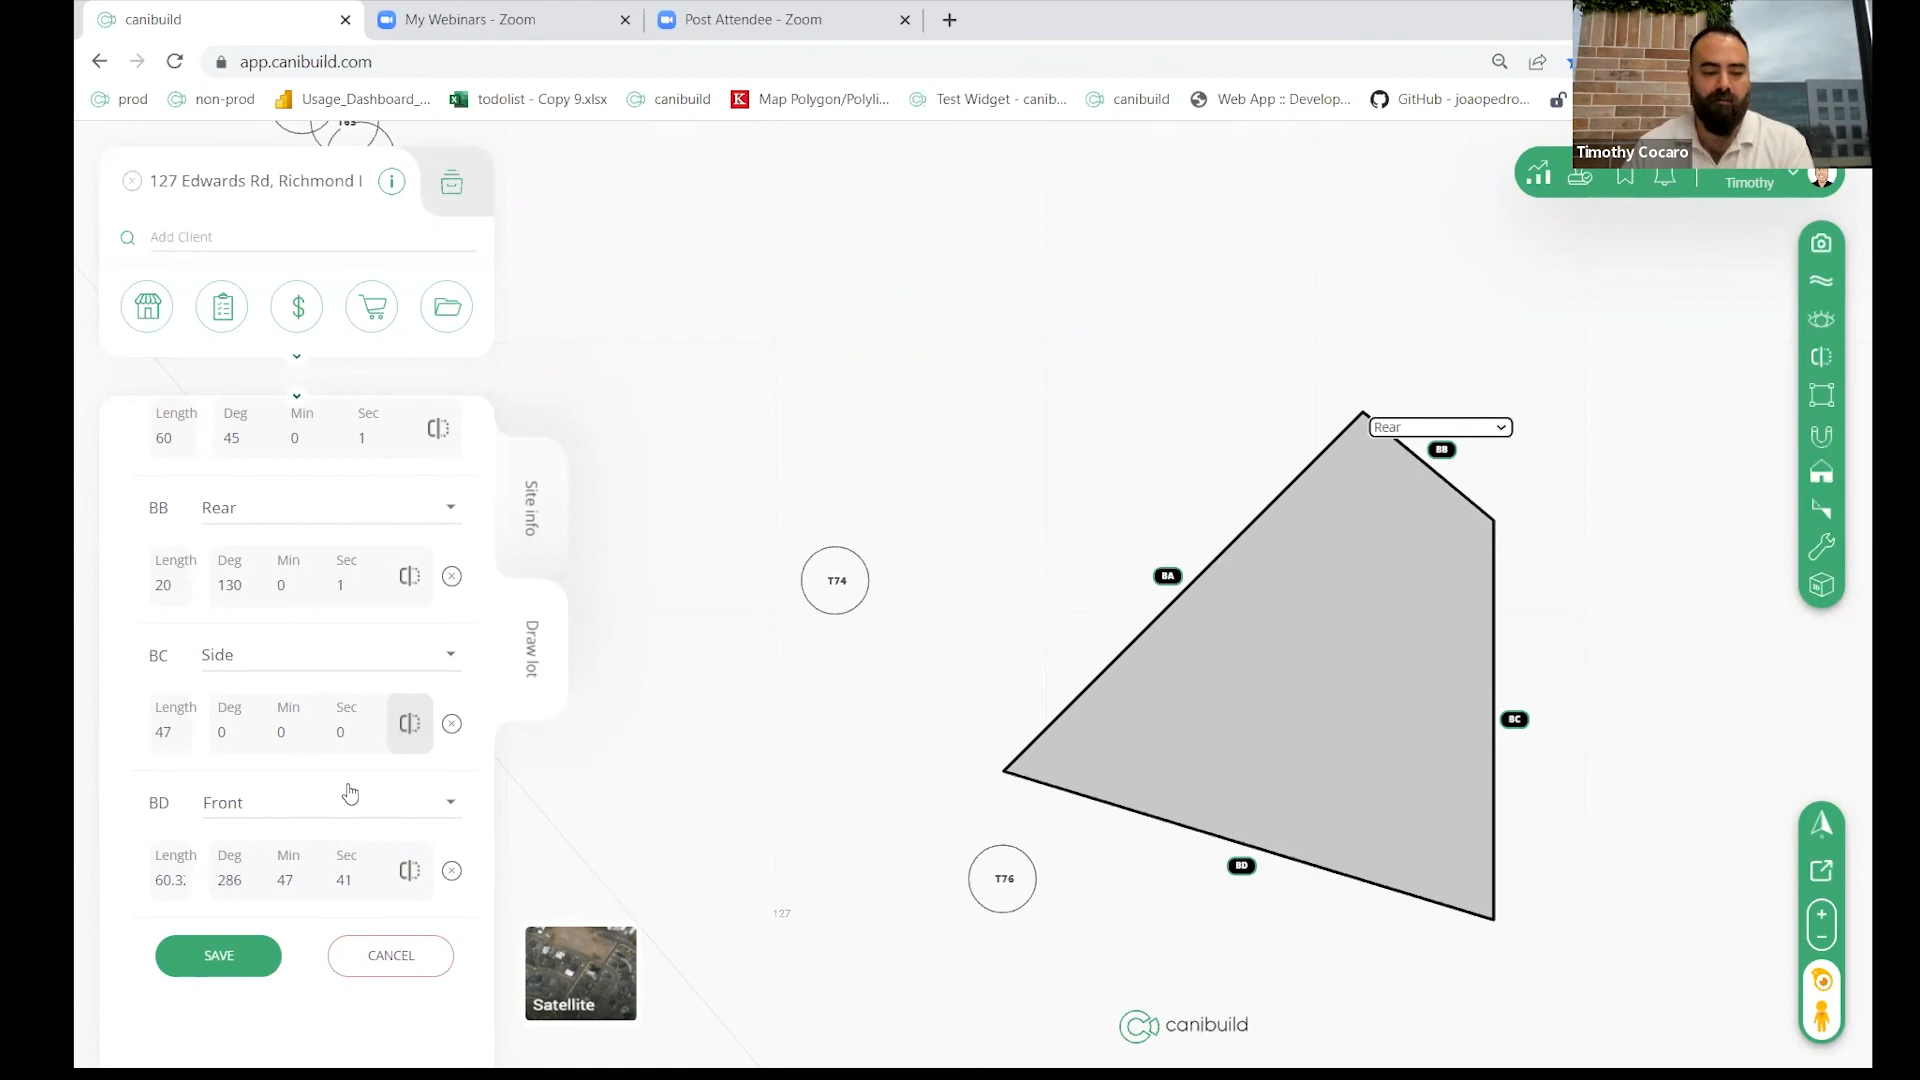 canibuild
My Webinars - Zoom
Post Attendee - Zoom
app.canibuild.com
prod
non-prod
Usage_Dashboard_...
todolist - Copy 9.xlsx
canibuild
Map Polygon/Polyli...
Test Widget - canib...
canibuild
Web App :: Develop...
GitHub - joaopedro...
Timothy Cocaro
Timothy
127 Edwards Rd, Richmond
Add Client
Length Deg Min Sec
60 45 0 1
BB Rear
Length Deg Min Sec
20 130 0 1
BC Side
Length Deg Min Sec
47 0 0 0
BD Front
Length Deg Min Sec
60.3 286 47 41
SAVE CANCEL
Site info
Draw lot
Rear
BB
BA
T74
BC
BD
T76
127
Satellite
canibuild